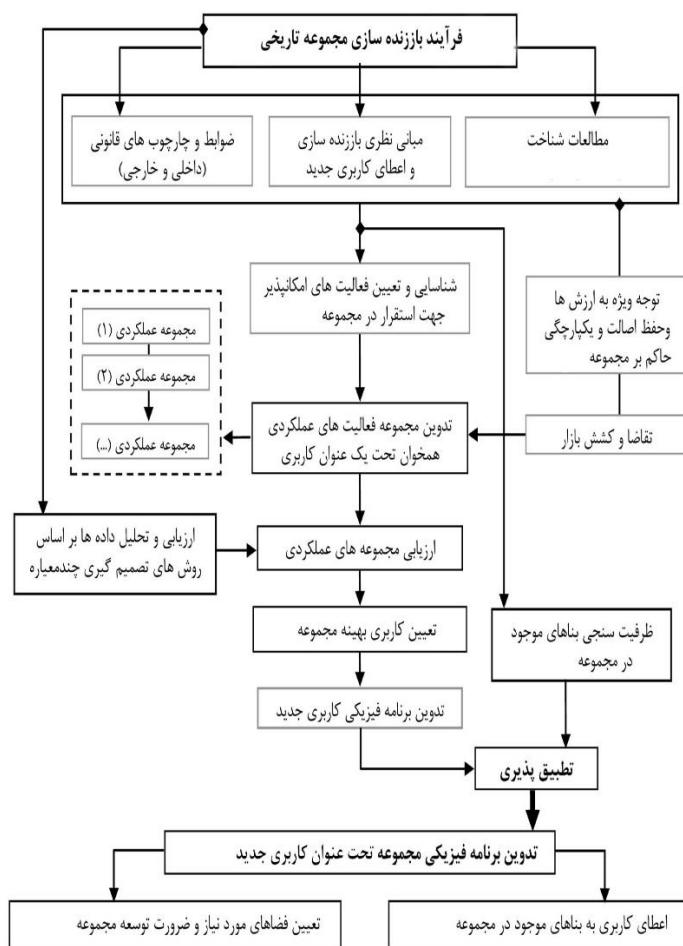 فرآیند باززنده سازی مجموعه تاریخی
مطالعات شناخت
مبانی نظری باززنده سازی
و اعطای کاربری جدید
ضوابط و چارچوب های قانونی
(داخلی و خارجی)
شناسایی و تعیین فعالیت های امکانپذیر
جهت استقرار در مجموعه
توجه ویژه به ارزش ها
وحفظ اصالت و یکپارچگی
حاکم بر مجموعه
تقاضا و کشش بازار
تدوین مجموعه فعالیت های عملکردی
همخوان تحت یک عنوان کاربری
مجموعه عملکردی (۱)
مجموعه عملکردی (۲)
مجموعه عملکردی (...)
ارزیابی و تحلیل داده ها بر اساس
روش های تصمیم گیری چندمعیاره
ارزیابی مجموعه های عملکردی
تعیین کاربری بهینه مجموعه
ظرفیت سنجی بناهای موجود
در مجموعه
تدوین برنامه فیزیکی کاربری جدید
تطبیق پذیری
تدوین برنامه فیزیکی مجموعه تحت عنوان کاربری جدید
اعطای کاربری به بناهای موجود در مجموعه
تعیین فضاهای مورد نیاز و ضرورت توسعه مجموعه